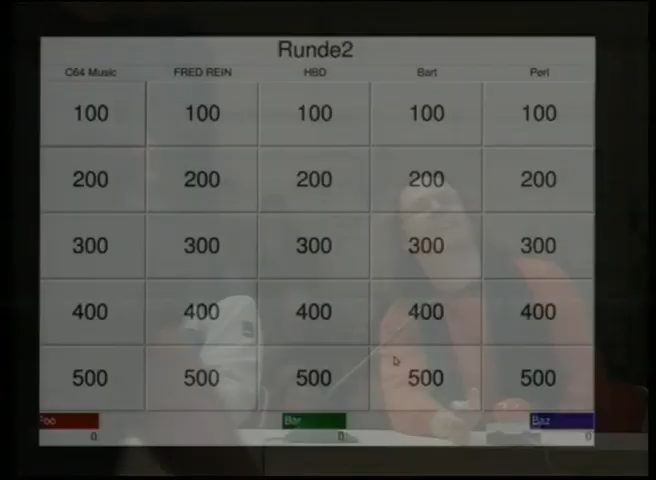 Runde2
C64 Music FRED REIN HBD Bart Perl
100 100 100 100 100
200 200 200 200 200
300 300 300 300 300
400 400 400 400 400
500 500 500 500 500
Foo Bar Baz
0 0 0